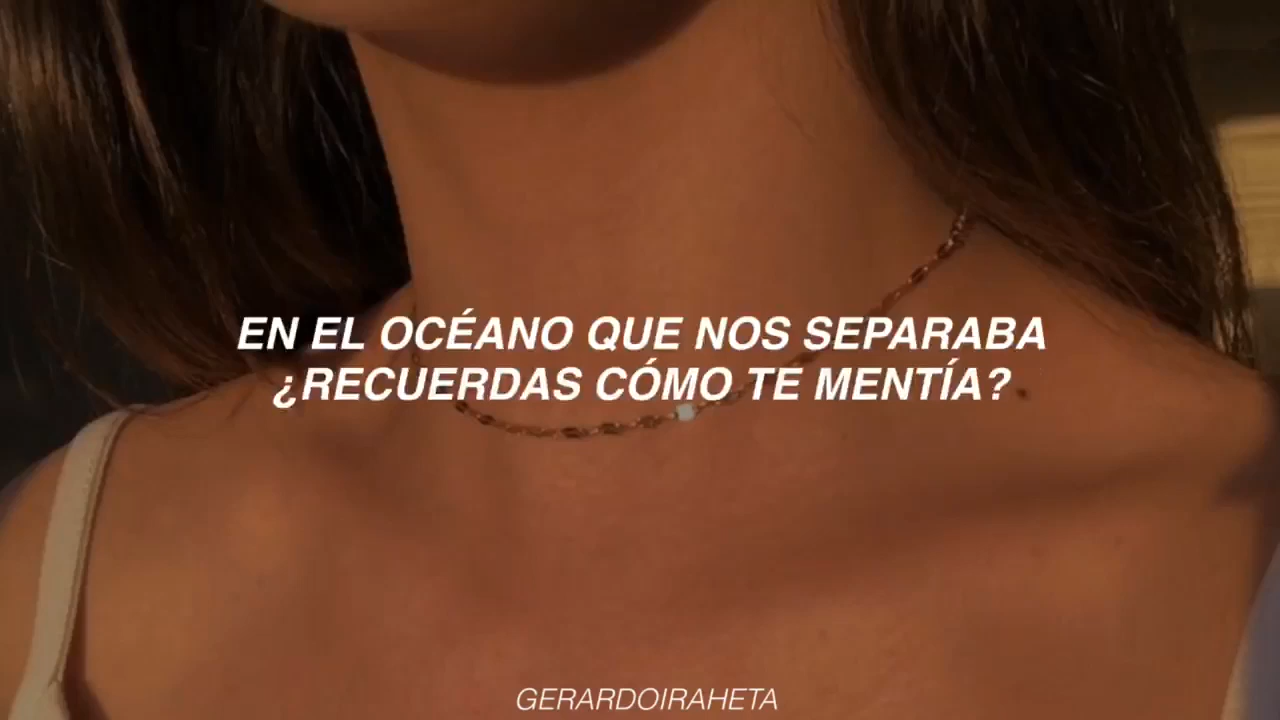 EN EL OCÉANO QUE NOS SEPARABA
¿RECUERDAS CÓMO TE MENTÍA?
GERARDOIRAHETA